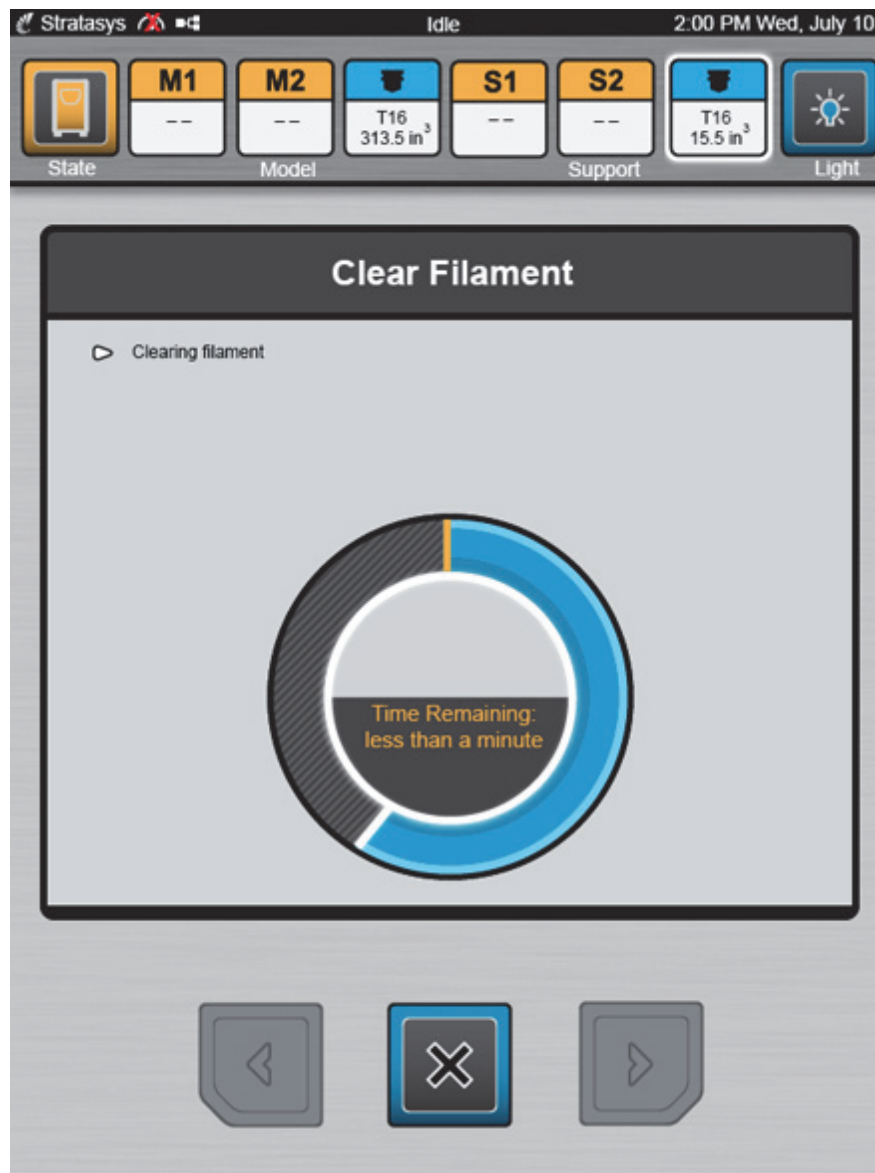 Stratasys
Idle
2:00 PM Wed, July 10
M1
M2
S1
S2
-- -- T16 -- -- T16
313.5 in³ 15.5 in³
State Model Support Light
Clear Filament
Clearing filament
Time Remaining:
less than a minute